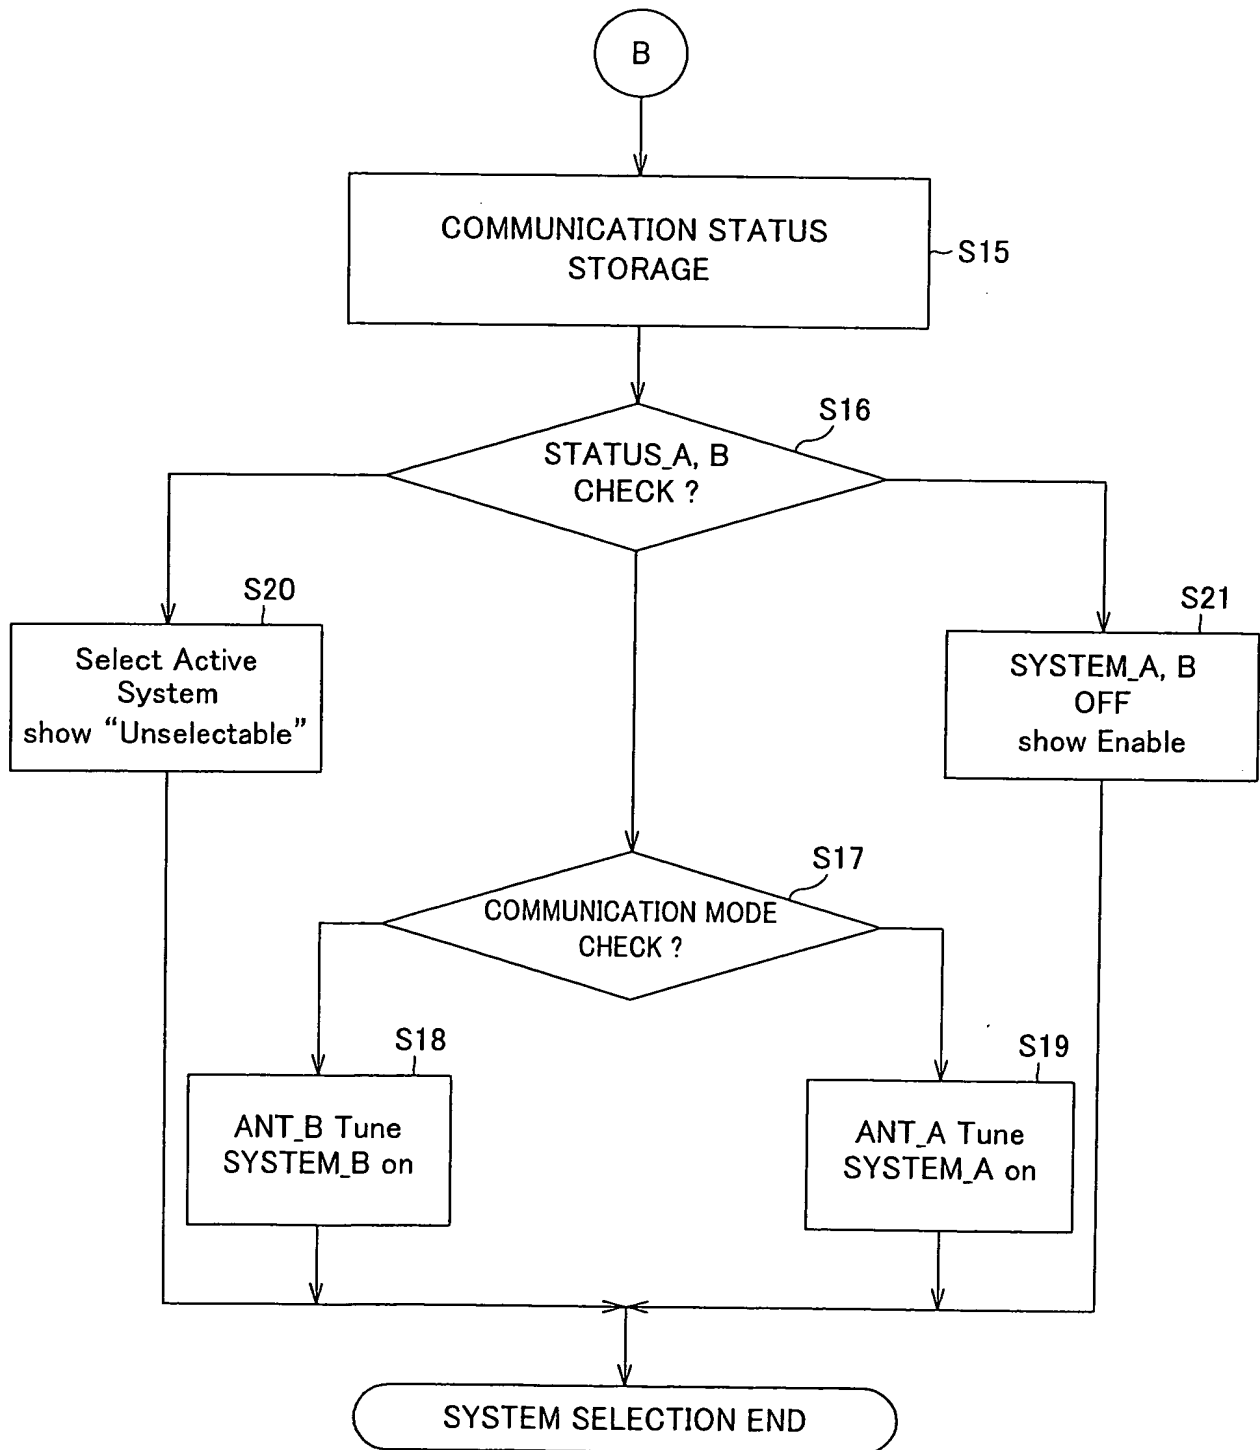 B
COMMUNICATION STATUS
STORAGE
S15
S16
STATUS_A, B
CHECK ?
S20
Select Active
System
show “Unselectable”
S21
SYSTEM_A, B
OFF
show Enable
S17
COMMUNICATION MODE
CHECK ?
S18
ANT_B Tune
SYSTEM_B on
S19
ANT_A Tune
SYSTEM_A on
SYSTEM SELECTION END